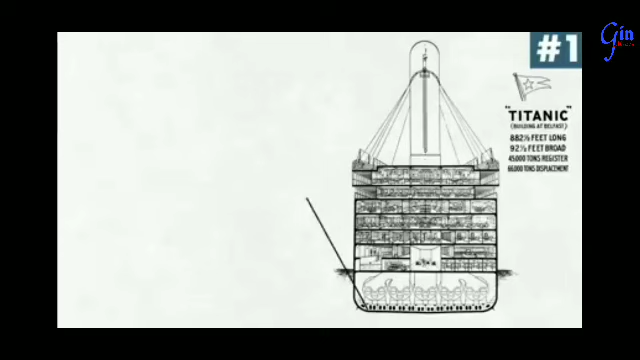 #1
Gin
"TITANIC"
(BUILDING AT BELFAST)
882½ FEET LONG
92½ FEET BROAD
45,000 TONS REGISTER
66,000 TONS DISPLACEMENT